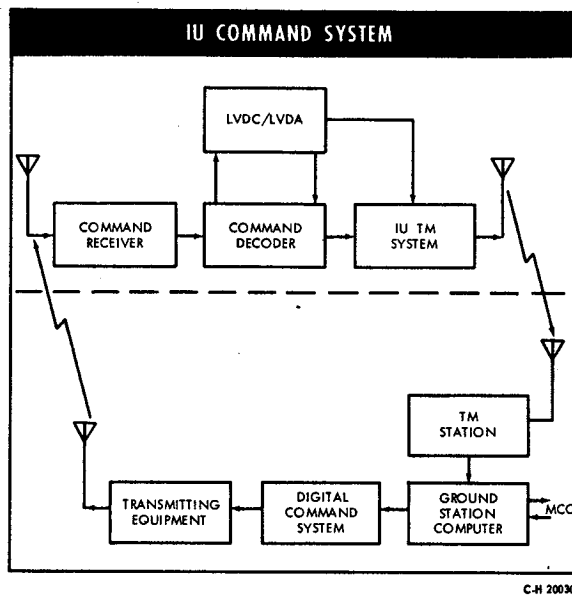 IU COMMAND SYSTEM
LVDC/LVDA
COMMAND
RECEIVER
COMMAND
DECODER
IU TM
SYSTEM
TM
STATION
TRANSMITTING
EQUIPMENT
DIGITAL
COMMAND
SYSTEM
GROUND
STATION
COMPUTER
MCC
C-H 20036